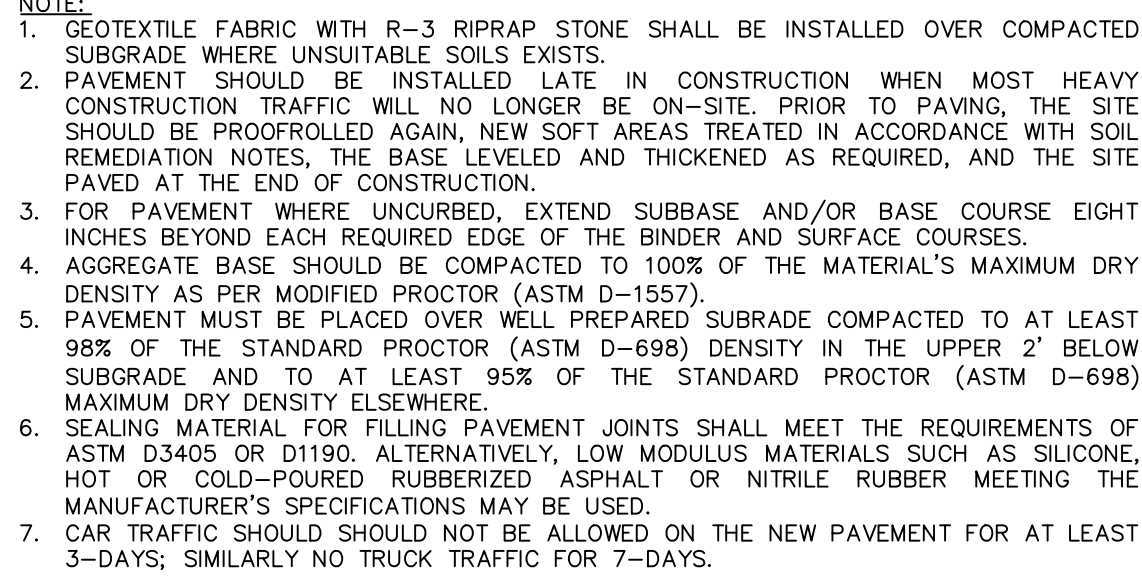 NOTE:
1. GEOTEXTILE FABRIC WITH R-3 RIPRAP STONE SHALL BE INSTALLED OVER COMPACTED
SUBGRADE WHERE UNSUITABLE SOILS EXISTS.
2. PAVEMENT SHOULD BE INSTALLED LATE IN CONSTRUCTION WHEN MOST HEAVY
CONSTRUCTION TRAFFIC WILL NO LONGER BE ON-SITE. PRIOR TO PAVING, THE SITE
SHOULD BE PROOFROLLED AGAIN, NEW SOFT AREAS TREATED IN ACCORDANCE WITH SOIL
REMEDIATION NOTES, THE BASE LEVELED AND THICKENED AS REQUIRED, AND THE SITE
PAVED AT THE END OF CONSTRUCTION.
3. FOR PAVEMENT WHERE UNCURBED, EXTEND SUBBASE AND/OR BASE COURSE EIGHT
INCHES BEYOND EACH REQUIRED EDGE OF THE BINDER AND SURFACE COURSES.
4. AGGREGATE BASE SHOULD BE COMPACTED TO 100% OF THE MATERIAL'S MAXIMUM DRY
DENSITY AS PER MODIFIED PROCTOR (ASTM D-1557).
5. PAVEMENT MUST BE PLACED OVER WELL PREPARED SUBRADE COMPACTED TO AT LEAST
98% OF THE STANDARD PROCTOR (ASTM D-698) DENSITY IN THE UPPER 2' BELOW
SUBGRADE AND TO AT LEAST 95% OF THE STANDARD PROCTOR (ASTM D-698)
MAXIMUM DRY DENSITY ELSEWHERE.
6. SEALING MATERIAL FOR FILLING PAVEMENT JOINTS SHALL MEET THE REQUIREMENTS OF
ASTM D3405 OR D1190. ALTERNATIVELY, LOW MODULUS MATERIALS SUCH AS SILICONE,
HOT OR COLD-POURED RUBBERIZED ASPHALT OR NITRILE RUBBER MEETING THE
MANUFACTURER'S SPECIFICATIONS MAY BE USED.
7. CAR TRAFFIC SHOULD SHOULD NOT BE ALLOWED ON THE NEW PAVEMENT FOR AT LEAST
3-DAYS; SIMILARLY NO TRUCK TRAFFIC FOR 7-DAYS.